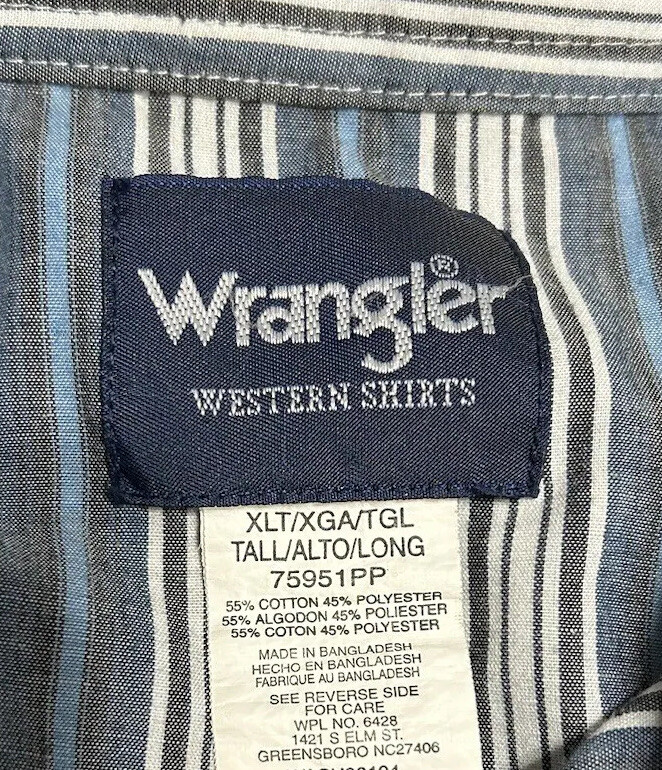 Wrangler®
WESTERN SHIRTS
XLT/XGA/TGL
TALL/ALTO/LONG
75951PP
55% COTTON 45% POLYESTER
55% ALGODON 45% POLIESTER
55% COTON 45% POLYESTER
MADE IN BANGLADESH
HECHO EN BANGLADESH
FABRIQUE AU BANGLADESH
SEE REVERSE SIDE
FOR CARE
WPL NO. 6428
1421 S ELM ST.
GREENSBORO NC27406